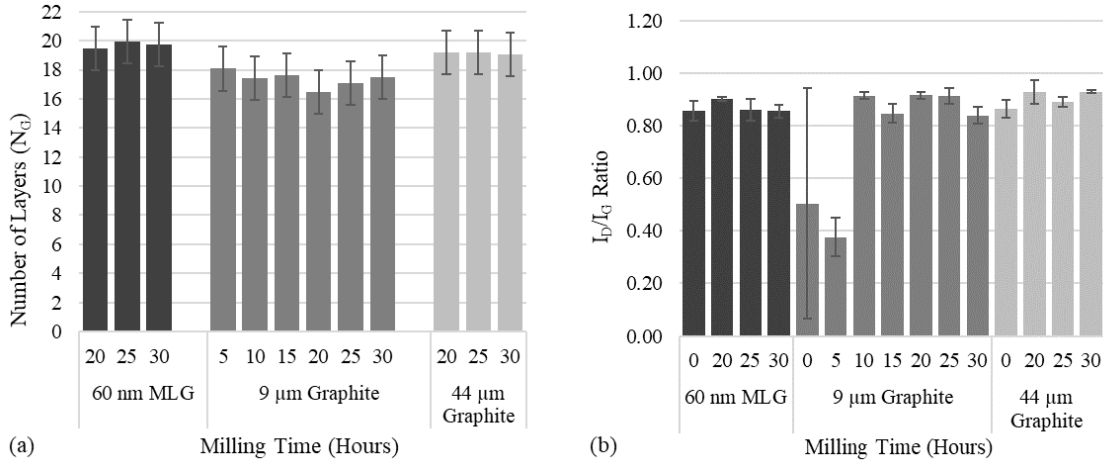 22
20
18
16
14
12
10
8
6
4
2
0
Number of Layers (NG)
20 25 30 5 10 15 20 25 30 20 25 30
60 nm MLG 9 µm Graphite 44 µm
Graphite
(a) Milling Time (Hours)
1.20
1.00
0.80
0.60
0.40
0.20
0.00
ID/IG Ratio
0 20 25 30 0 5 10 15 20 25 30 0 20 25 30
60 nm MLG 9 µm Graphite 44 µm
Graphite
(b) Milling Time (Hours)